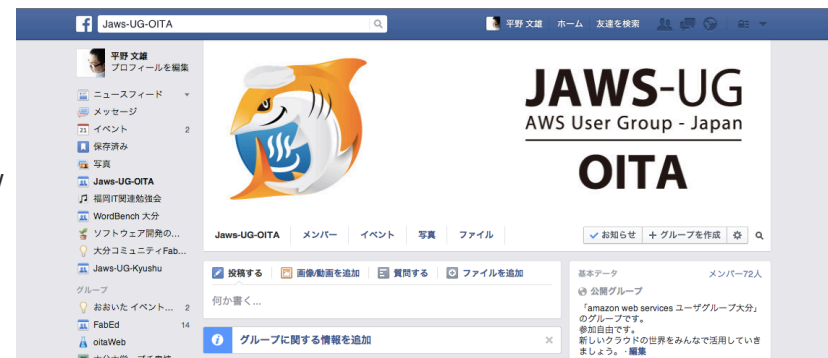 Jaws-UG-OITA
平野 文雄
ホーム
友達を検索
平野 文雄
プロフィールを編集
ニュースフィード
メッセージ
イベント 2
保存済み
写真
Jaws-UG-OITA
福岡IT関連勉強会
WordBench 大分
ソフトウェア開発の...
大分コミュニティFab...
Jaws-UG-Kyushu
グループ
おおいた イベント... 2
FabEd 14
oitaWeb
JAWS-UG
AWS User Group - Japan
OITA
Jaws-UG-OITA メンバー イベント 写真 ファイル
お知らせ
+ グループを作成
投稿する 画像/動画を追加 質問する ファイルを追加
何か書く...
グループに関する情報を追加
基本データ メンバー72人
公開グループ
「amazon web services ユーザグループ大分」
のグループです。
参加自由です。
新しいクラウドの世界をみんなで活用していき
ましょう。 · 編集